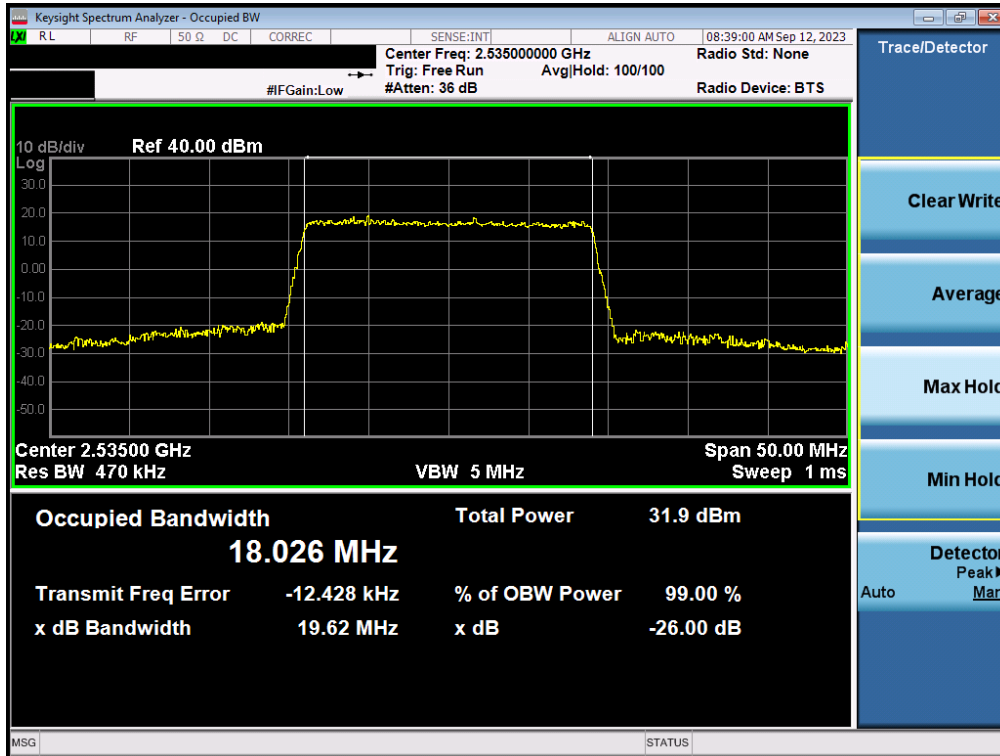 Keysight Spectrum Analyzer - Occupied BW
LXI RL RF 50 Ω DC CORREC SENSE:INT ALIGN AUTO 08:39:00 AM Sep 12, 2023
Center Freq: 2.535000000 GHz Radio Std: None
Trig: Free Run Avg|Hold: 100/100
#IFGain:Low #Atten: 36 dB Radio Device: BTS
Trace/Detector
10 dB/div Ref 40.00 dBm
Log
30.0
20.0
10.0
0.00
-10.0
-20.0
-30.0
-40.0
-50.0
Center 2.53500 GHz Span 50.00 MHz
Res BW 470 kHz VBW 5 MHz Sweep 1 ms
Occupied Bandwidth Total Power 31.9 dBm
18.026 MHz
Transmit Freq Error -12.428 kHz % of OBW Power 99.00 %
x dB Bandwidth 19.62 MHz x dB -26.00 dB
Clear Write
Average
Max Hold
Min Hold
Detector
Peak
Auto Man
MSG STATUS